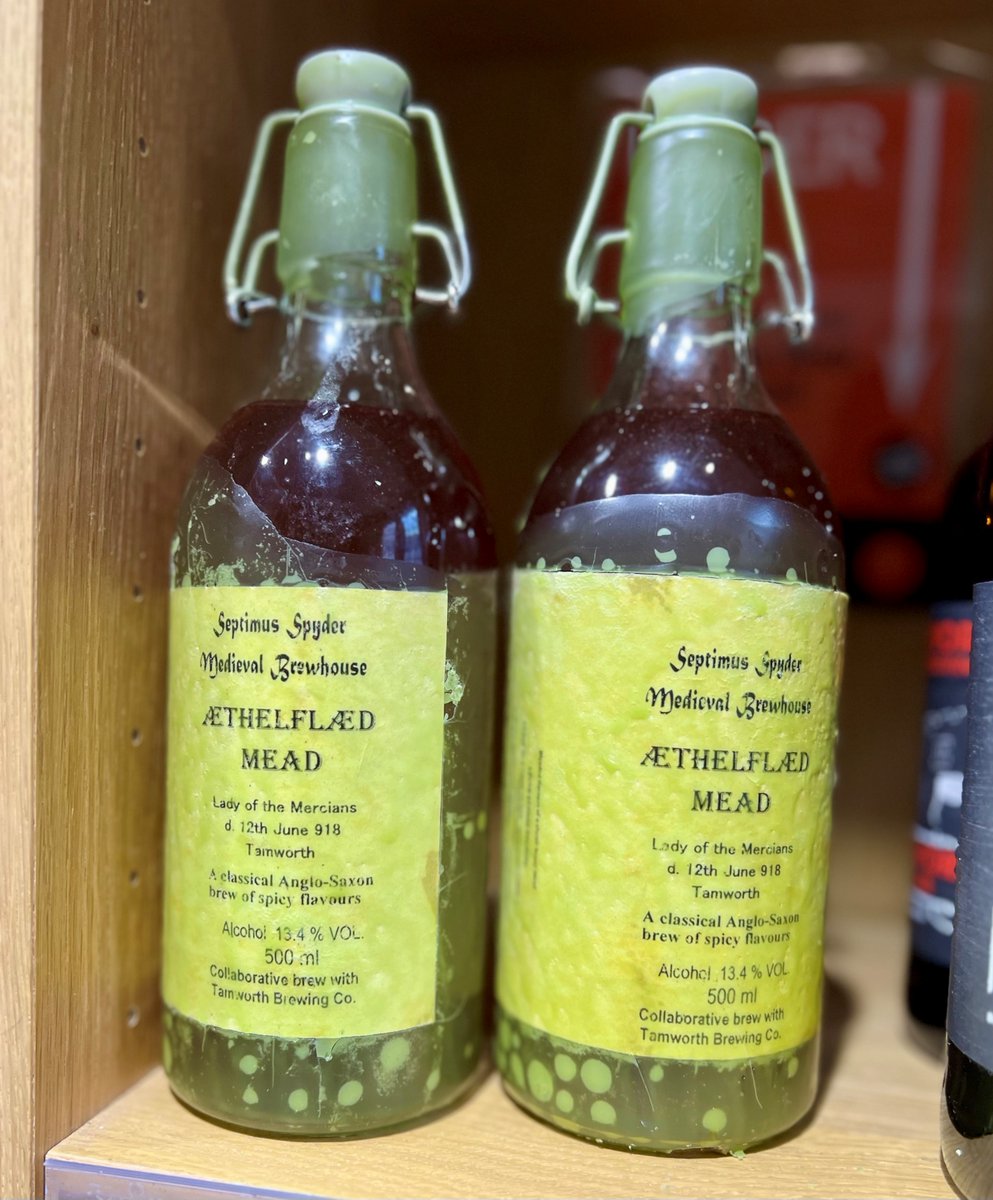 Septimus Spyder
Medieval Brewhouse
ÆTHELFLÆD
MEAD
Lady of the Mercians
d. 12th June 918
Tamworth
A classical Anglo-Saxon
brew of spicy flavours
Alcohol 13.4 % VOL.
500 ml
Collaborative brew with
Tamworth Brewing Co.
Septimus Spyder
Medieval Brewhouse
ÆTHELFLÆD
MEAD
Lady of the Mercians
d. 12th June 918
Tamworth
A classical Anglo-Saxon
brew of spicy flavours
Alcohol 13.4 % VOL.
500 ml
Collaborative brew with
Tamworth Brewing Co.